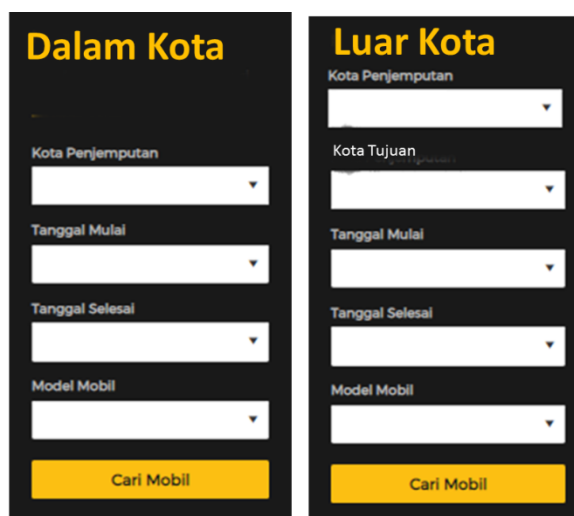 Dalam Kota
Kota Penjemputan
Tanggal Mulai
Tanggal Selesai
Model Mobil
Cari Mobil
Luar Kota
Kota Penjemputan
Kota Tujuan
Tanggal Mulai
Tanggal Selesai
Model Mobil
Cari Mobil